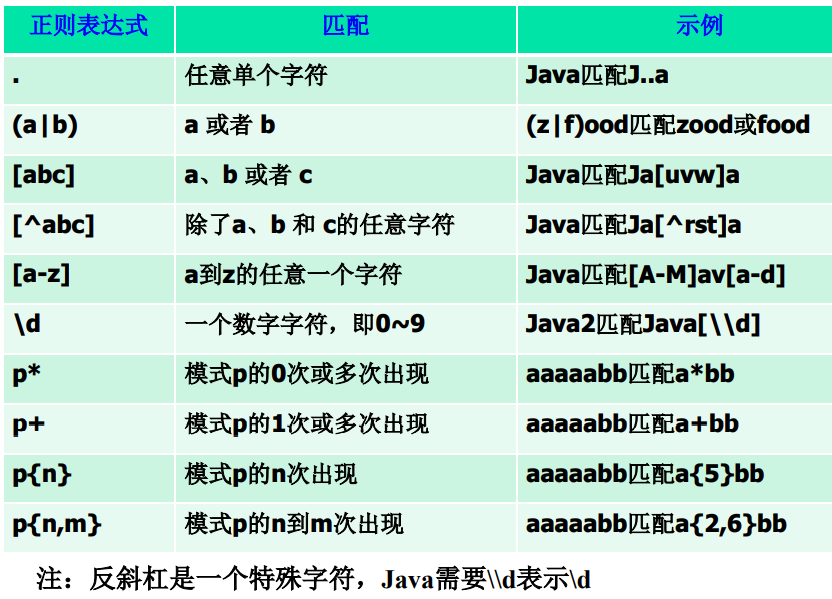 正则表达式 匹配 示例
. 任意单个字符 Java匹配J..a
(a|b) a 或者 b (z|f)ood匹配zood或food
[abc] a、b 或者 c Java匹配Ja[uvw]a
[^abc] 除了a、b 和 c的任意字符 Java匹配Ja[^rst]a
[a-z] a到z的任意一个字符 Java匹配[A-M]av[a-d]
\d 一个数字字符，即0~9 Java2匹配Java[\\d]
p* 模式p的0次或多次出现 aaaaabb匹配a*bb
p+ 模式p的1次或多次出现 aaaaabb匹配a+bb
p{n} 模式p的n次出现 aaaaabb匹配a{5}bb
p{n,m} 模式p的n到m次出现 aaaaabb匹配a{2,6}bb
注：反斜杠是一个特殊字符，Java需要\\d表示\d